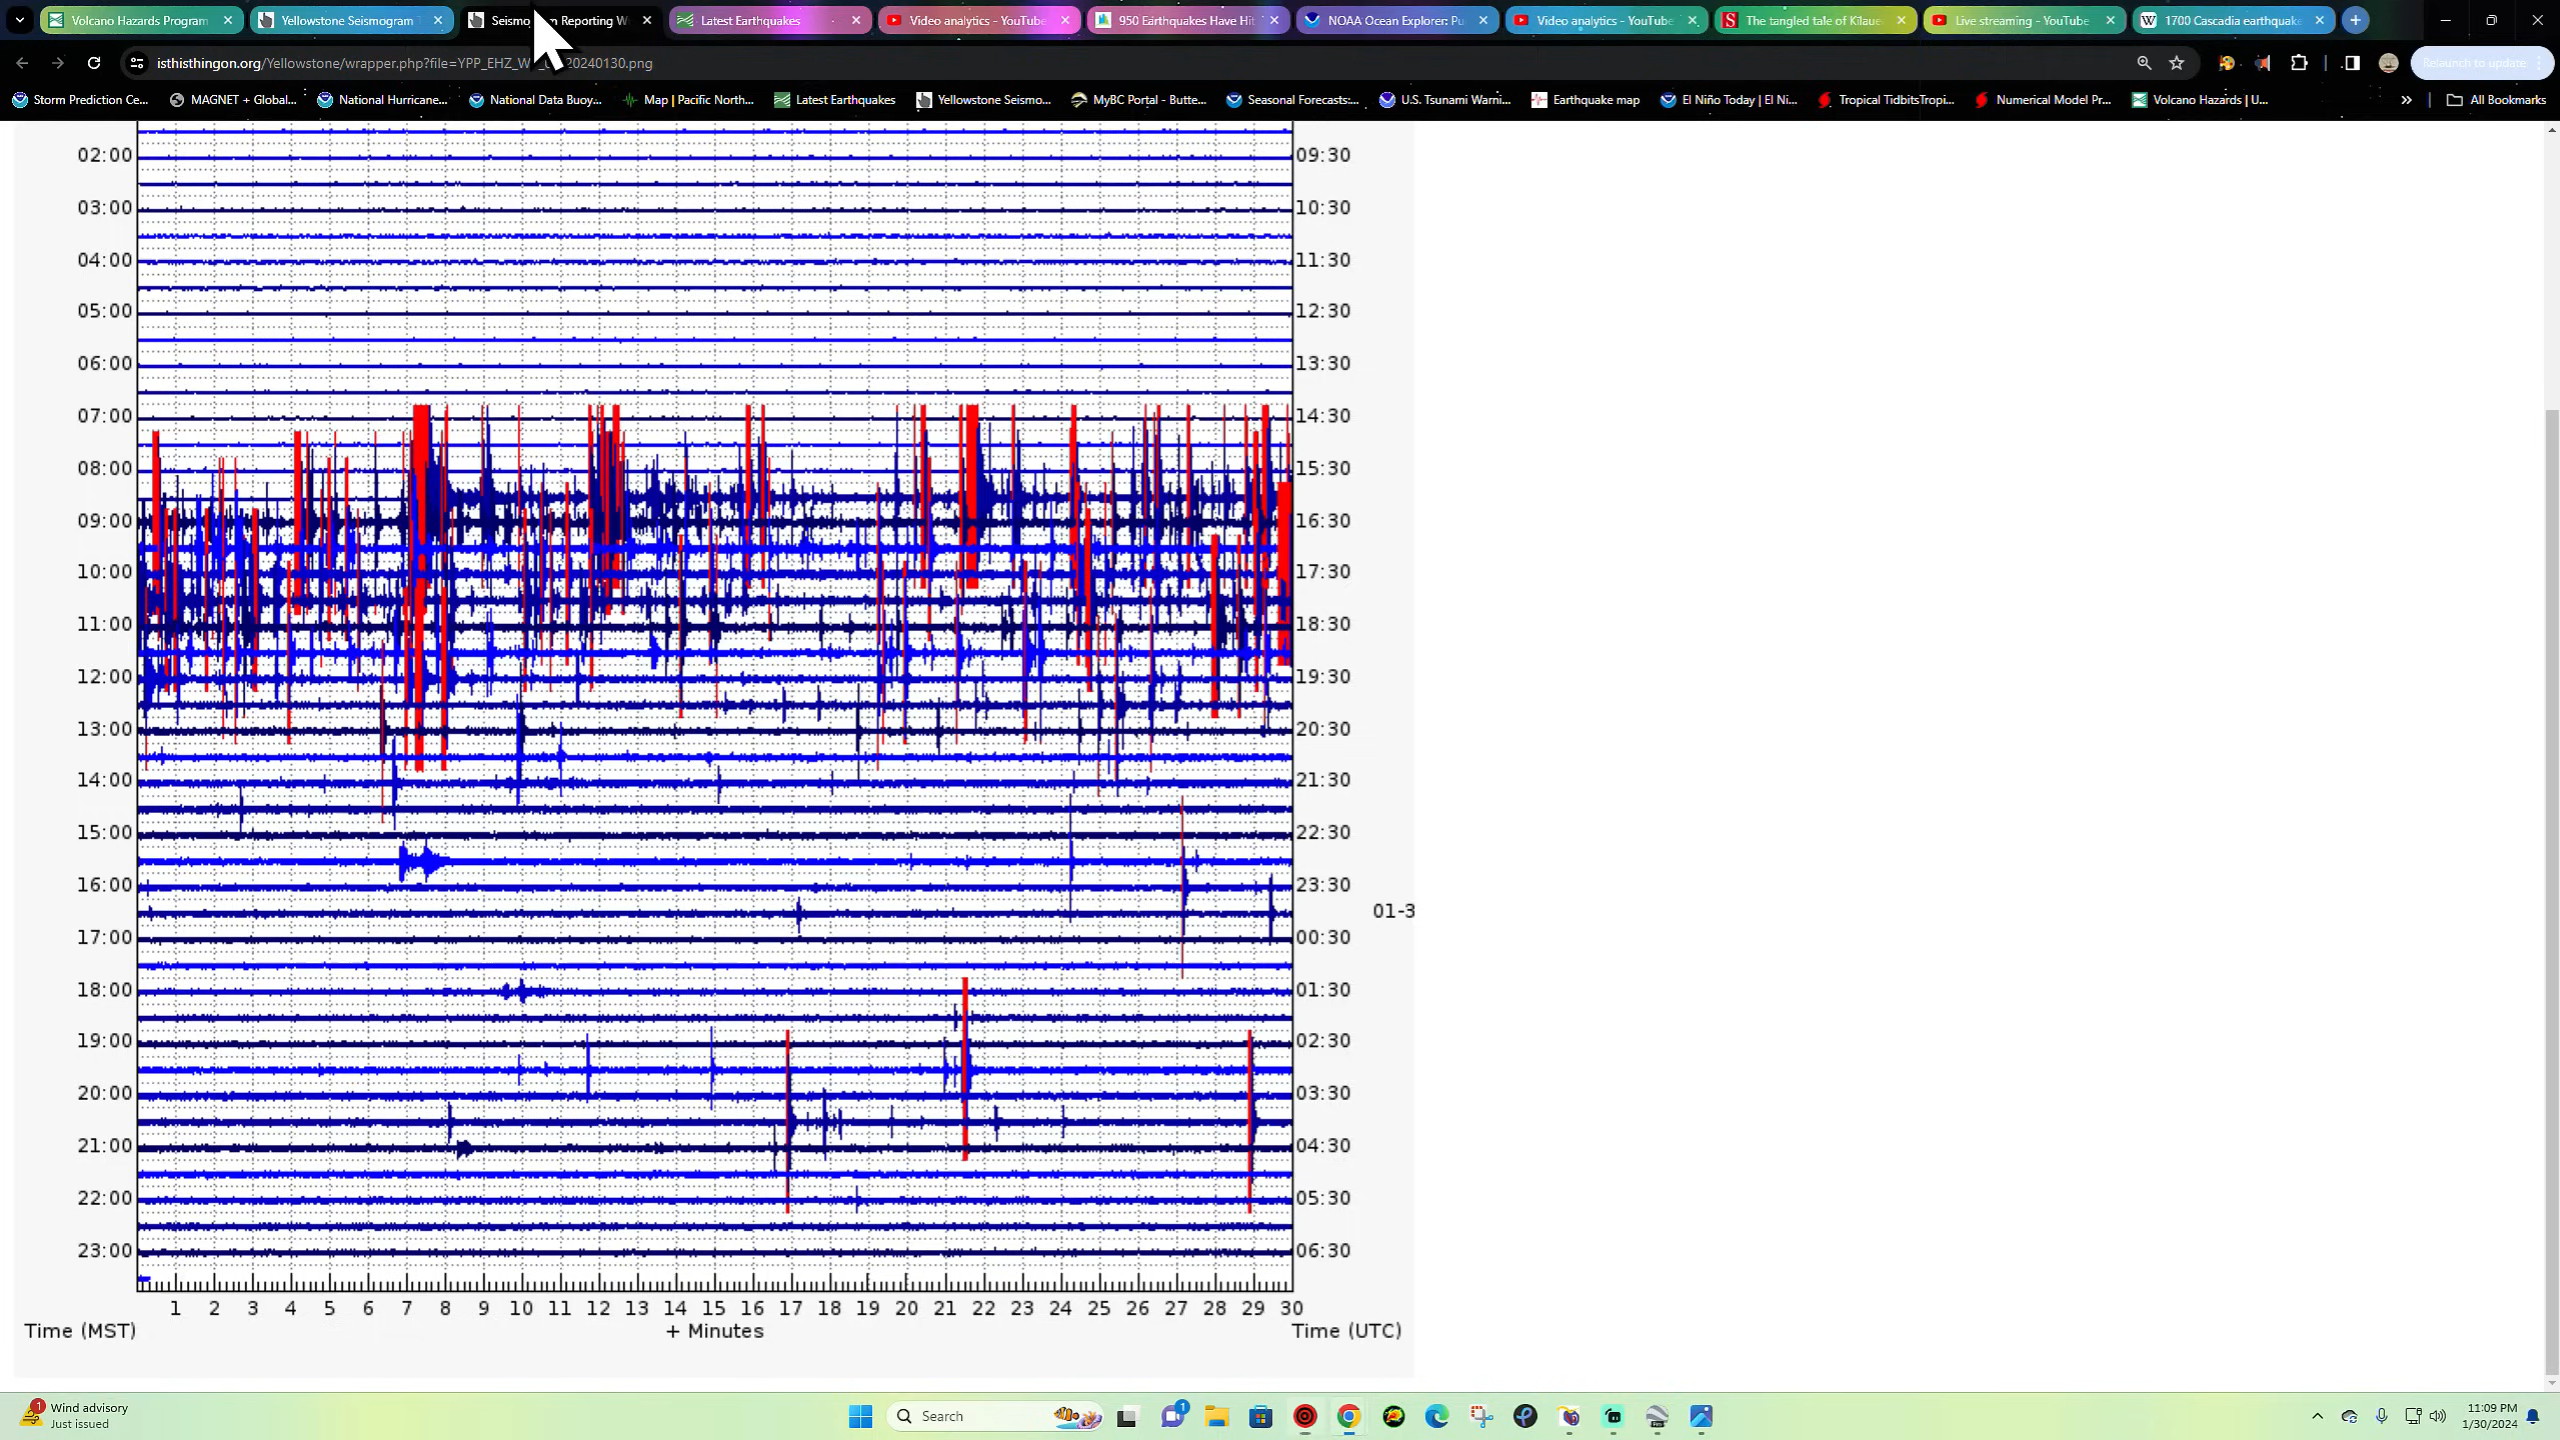 Volcano Hazards Program
Yellowstone Seismogram T
Seismo
m Reporting W
Latest Earthquakes
Video analytics - YouTube
950 Earthquakes Have Hit T
NOAA Ocean Explorer: Pu
Video analytics - YouTube
The tangled tale of Kilauea
Live streaming - YouTube
1700 Cascadia earthquake
isthisthingon.org/Yellowstone/wrapper.php?file=YPP_EHZ_W
20240130.png
Relaunch to update
Storm Prediction Ce...
MAGNET + Global...
National Hurricane...
National Data Buoy...
Map | Pacific North...
Latest Earthquakes
Yellowstone Seismo...
MyBC Portal - Butte...
Seasonal Forecasts:...
U.S. Tsunami Warni...
Earthquake map
El Niño Today | El Ni...
Tropical TidbitsTropi...
Numerical Model Pr...
Volcano Hazards | U...
All Bookmarks
02:00 09:30
03:00 10:30
04:00 11:30
05:00 12:30
06:00 13:30
07:00 14:30
08:00 15:30
09:00 16:30
10:00 17:30
11:00 18:30
12:00 19:30
13:00 20:30
14:00 21:30
15:00 22:30
16:00 23:30
01-3
17:00 00:30
18:00 01:30
19:00 02:30
20:00 03:30
21:00 04:30
22:00 05:30
23:00 06:30
1 2 3 4 5 6 7 8 9 10 11 12 13 14 15 16 17 18 19 20 21 22 23 24 25 26 27 28 29 30
Time (MST) + Minutes Time (UTC)
1
Wind advisory
Just issued
Search
1
11:09 PM
1/30/2024